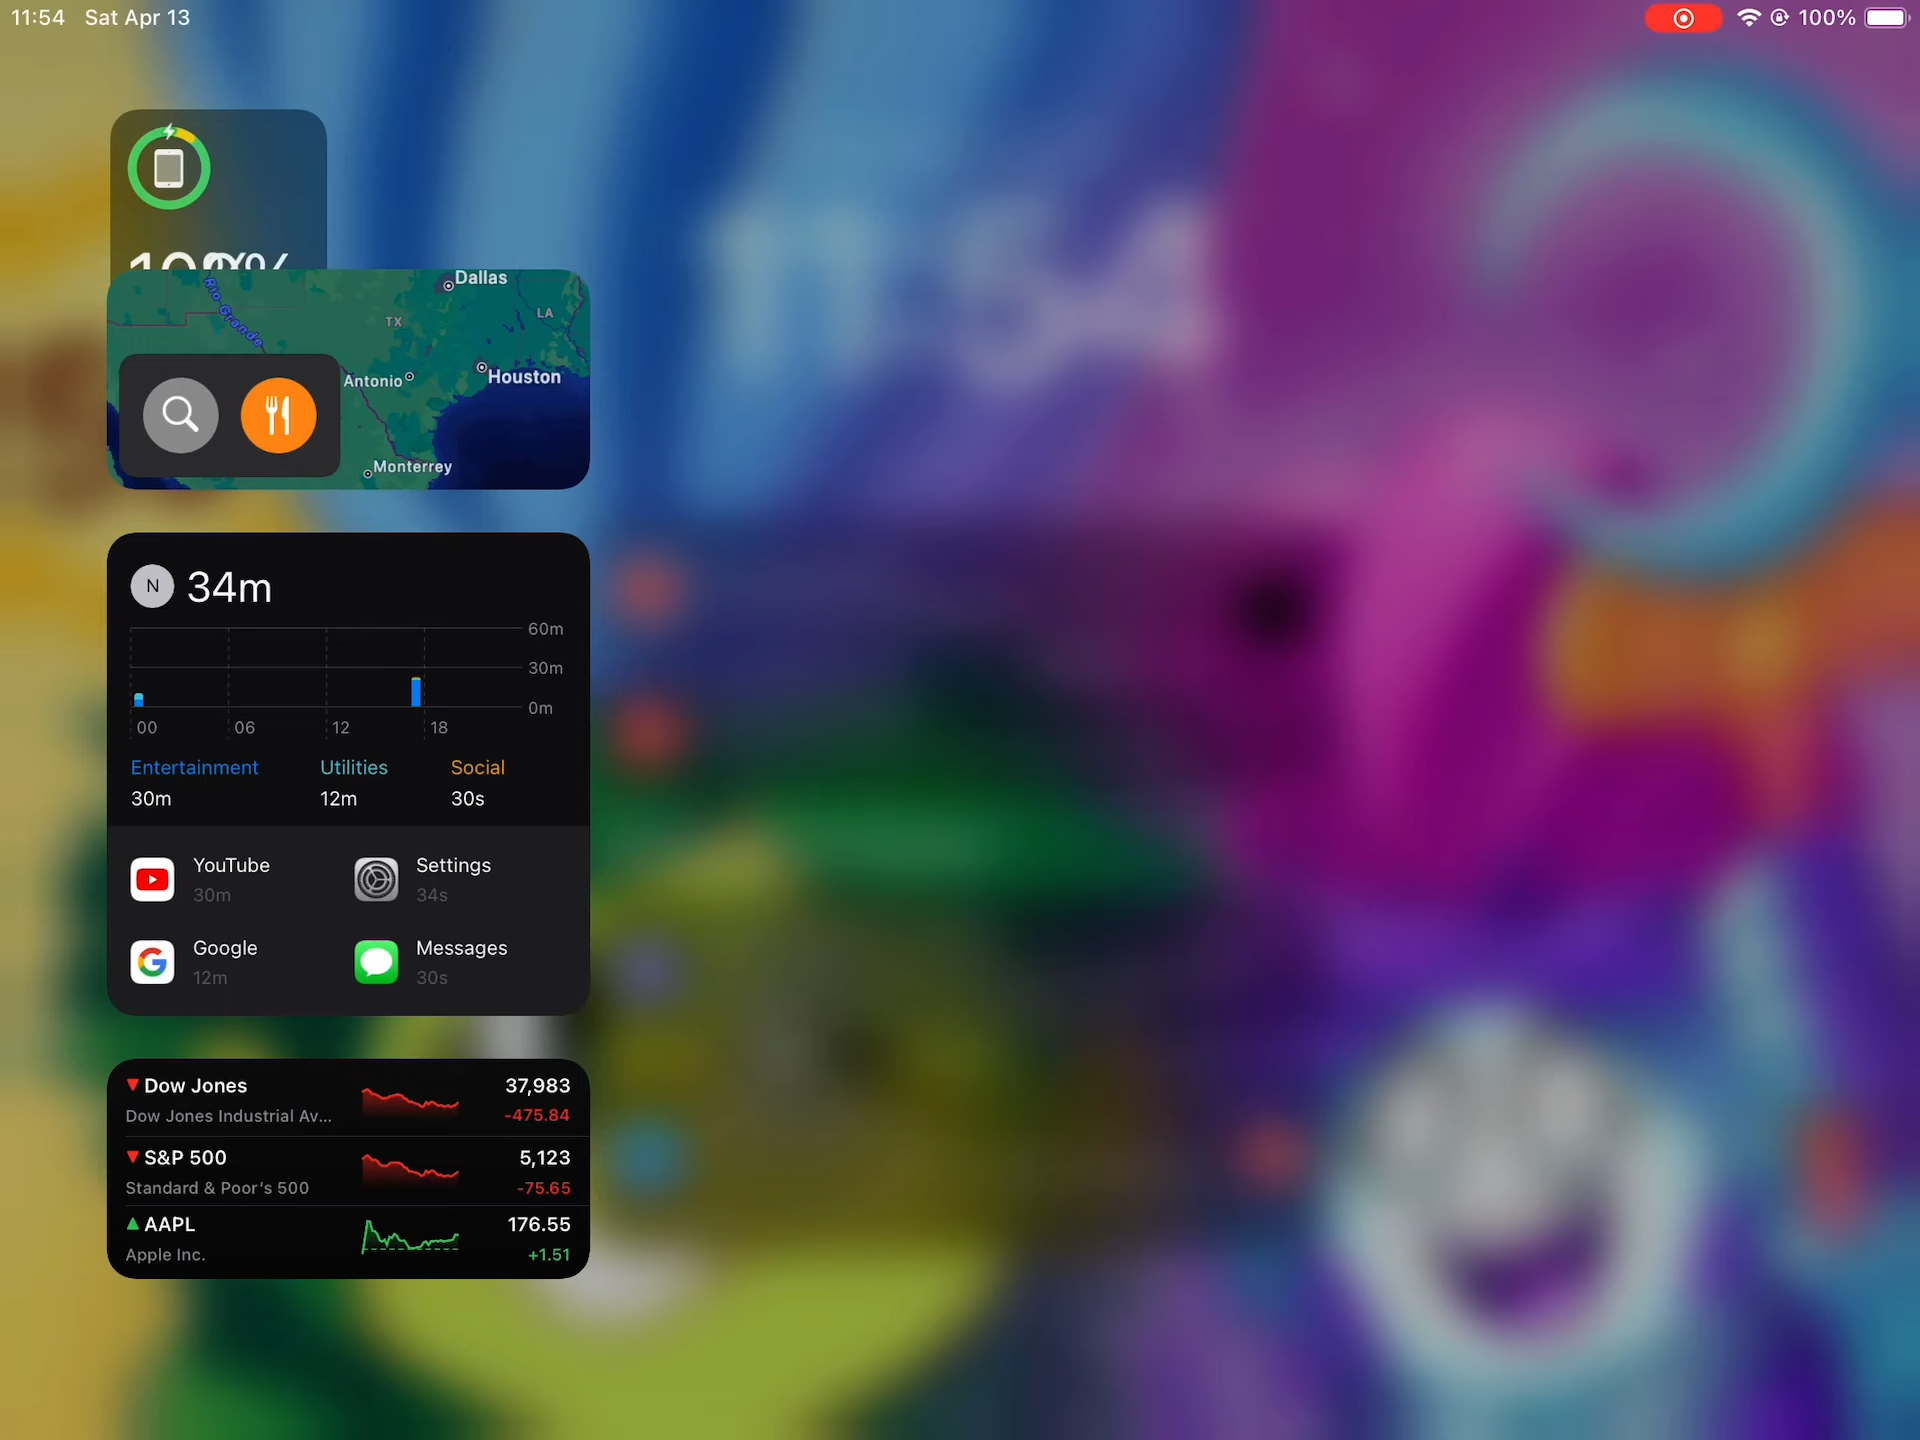 11:54 Sat Apr 13
100%
Dallas
Rio Grande
TX
LA
Antonio
Houston
Monterrey
N 34m
60m
30m
0m
00 06 12 18
Entertainment Utilities Social
30m 12m 30s
YouTube
30m
Settings
34s
Google
12m
Messages
30s
Dow Jones 37,983
Dow Jones Industrial Av... -475.84
S&P 500 5,123
Standard & Poor's 500 -75.65
AAPL 176.55
Apple Inc. +1.51